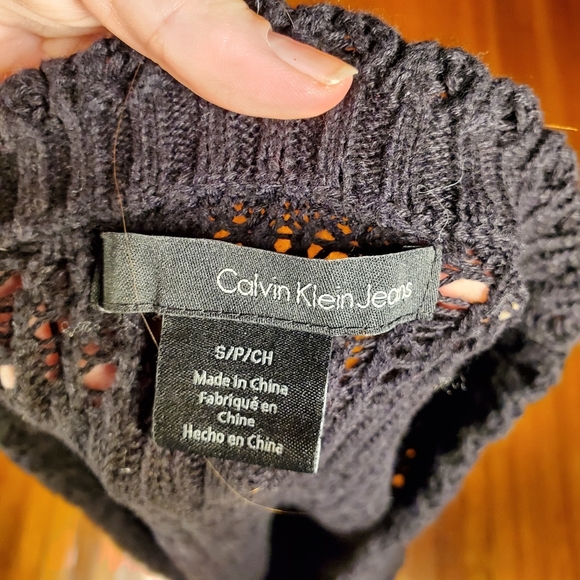 Calvin Klein Jeans
S/P/CH
Made in China
Fabriqué en
Chine
Hecho en China